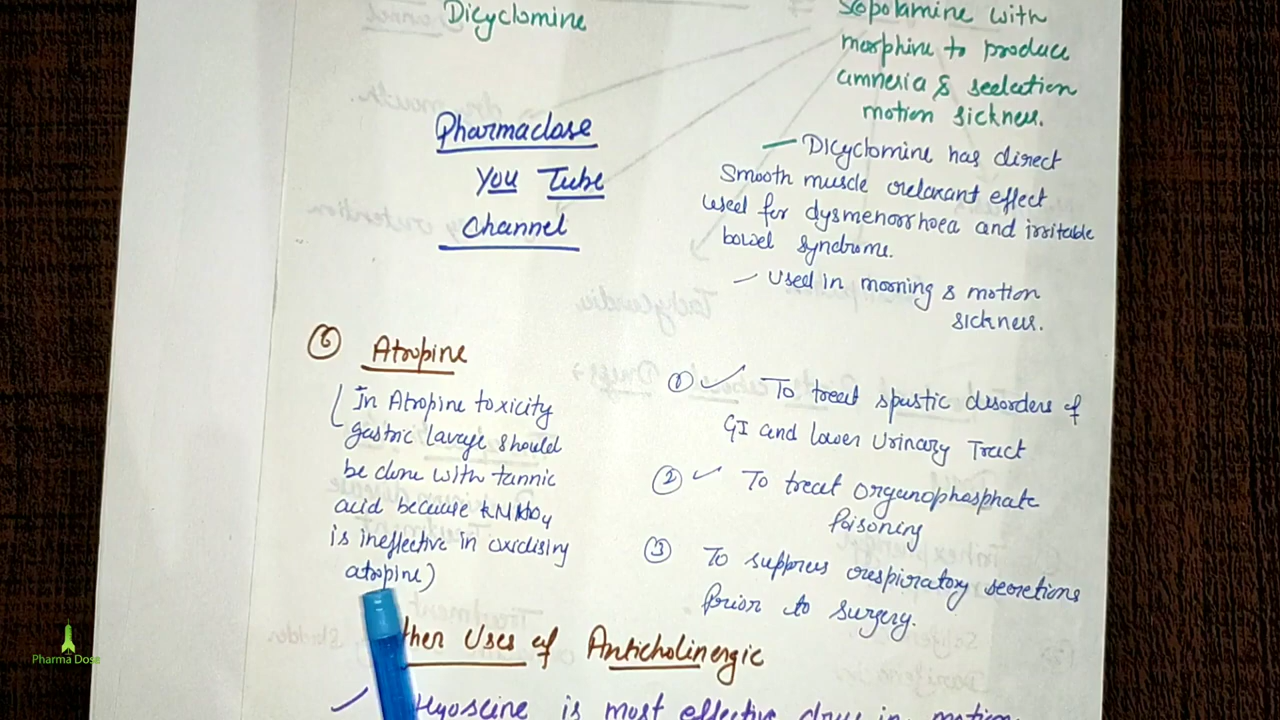 Dicyclomine
Scopolamine with
morphine to produce
amnesia & sedation
motion sickness.
Pharmadose
You Tube
Channel
Dicyclomine has direct
Smooth muscle relaxant effect
used for dysmenorrhoea and irritable
bowel syndrome.
Used in morning & motion
sickness.
6 Atropine
(In Atropine toxicity
gastric lavage should
be done with tannic
acid because
is ineffective in oxidising
atropine)
1 To treat spastic disorders of
GI and lower Urinary Tract
2 To treat organophosphate
Poisoning
3 To suppress respiratory secretions
Prior to surgery.
ther Uses of Anticholinergic
Hyoscine is most effective drug in motion
Pharma Dose